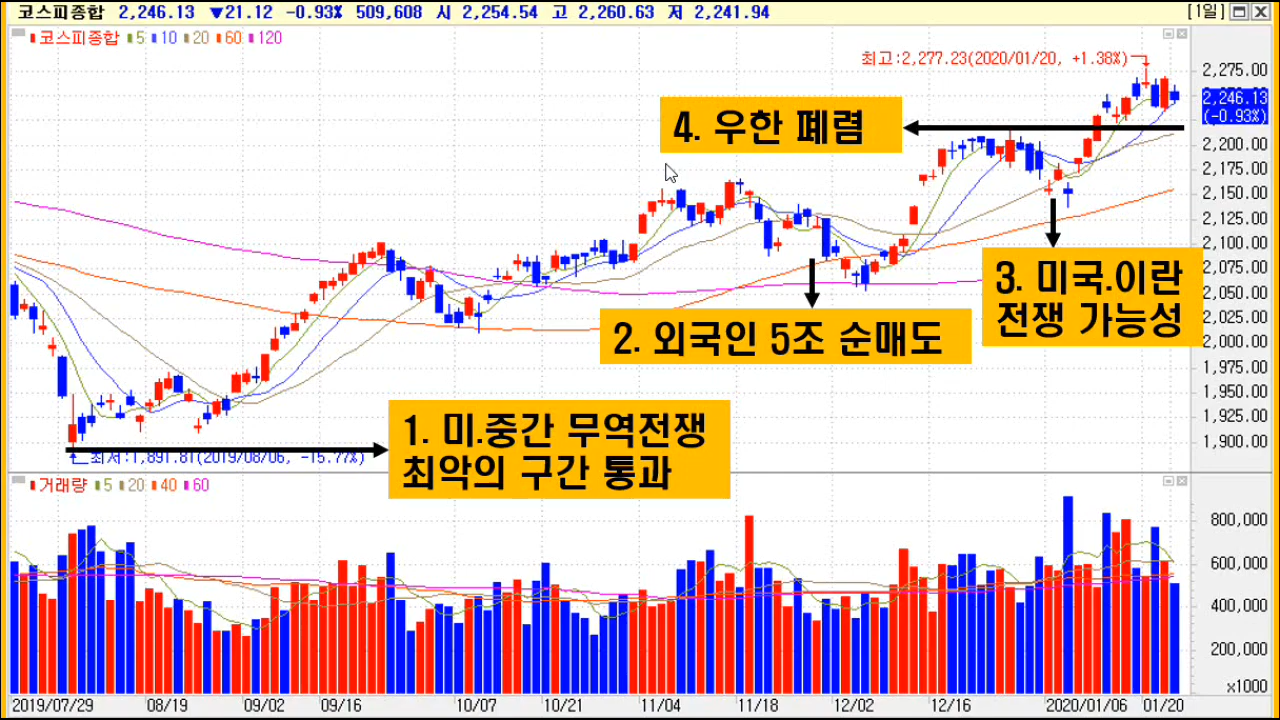 코스피종합 2,246.13 ▼21.12 -0.93% 509,608 시 2,254.54 고 2,260.63 저 2,241.94 [1일]
코스피종합 5 10 20 60 120
최고:2,277.23(2020/01/20, +1.38%)
2,275.00
2,246.13
(-0.93%)
2,200.00
2,175.00
2,150.00
2,125.00
2,100.00
2,075.00
2,050.00
2,025.00
2,000.00
1,975.00
1,950.00
1,925.00
1,900.00
4. 우한 폐렴
3. 미국.이란
전쟁 가능성
2. 외국인 5조 순매도
1. 미.중간 무역전쟁
최악의 구간 통과
최저:1,891.81(2019/08/06, -15.77%)
거래량 5 20 40 60
800,000
600,000
400,000
200,000
x1000
2019/07/29 08/19 09/02 09/16 10/07 10/21 11/04 11/18 12/02 12/16 2020/01/06 01/20